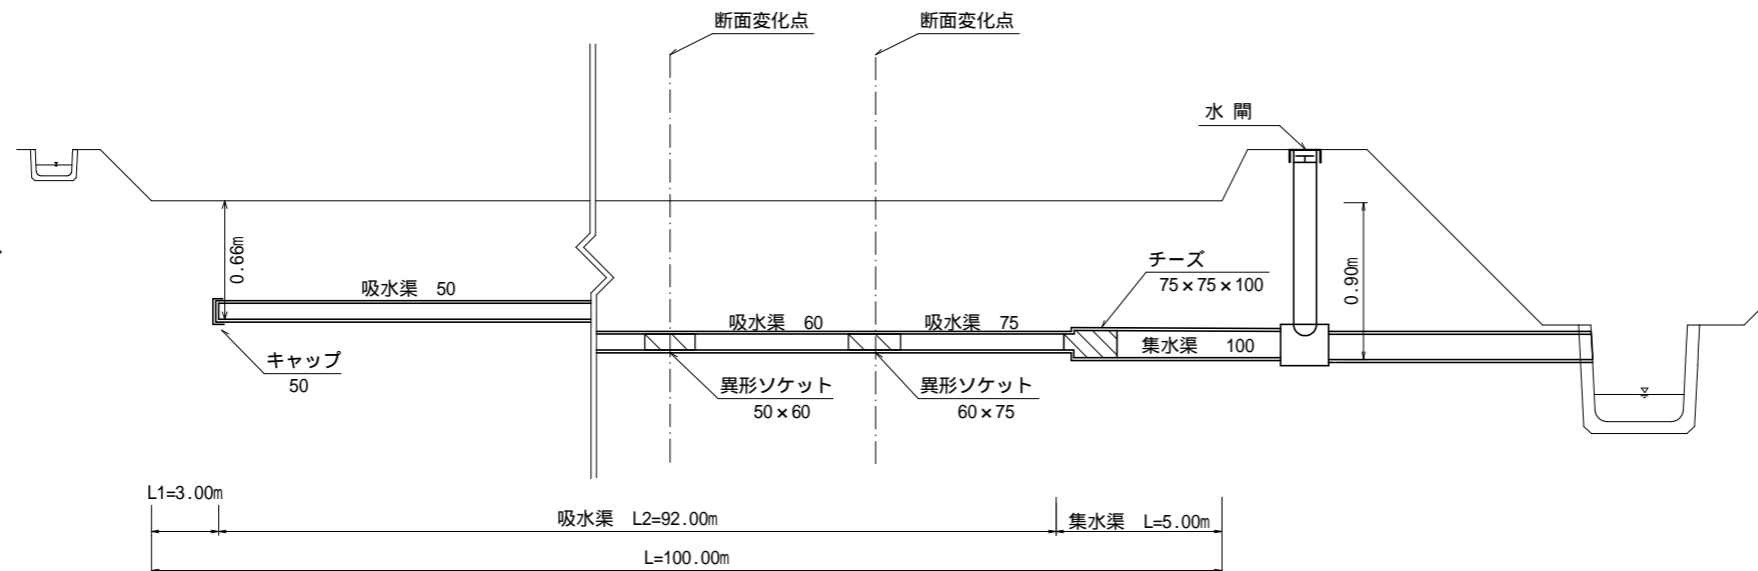 断面変化点
断面変化点
水 閘
0.66m
吸水渠 50
キャップ
50
吸水渠 60
吸水渠 75
チーズ
75×75×100
集水渠 100
0.90m
異形ソケット
50×60
異形ソケット
60×75
L1=3.00m
吸水渠 L2=92.00m
集水渠 L=5.00m
L=100.00m